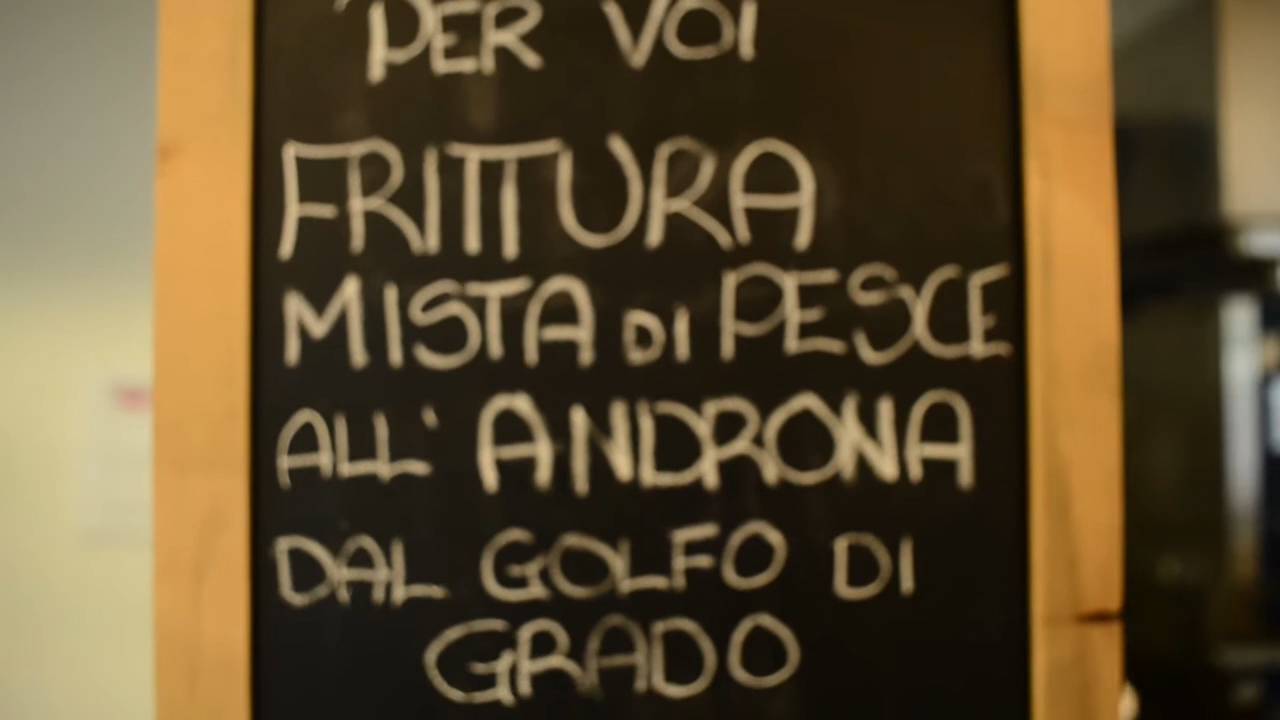 PER VOI
FRITTURA
MISTA DI PESCE
ALL' ANDRONA
DAL GOLFO DI
GRADO